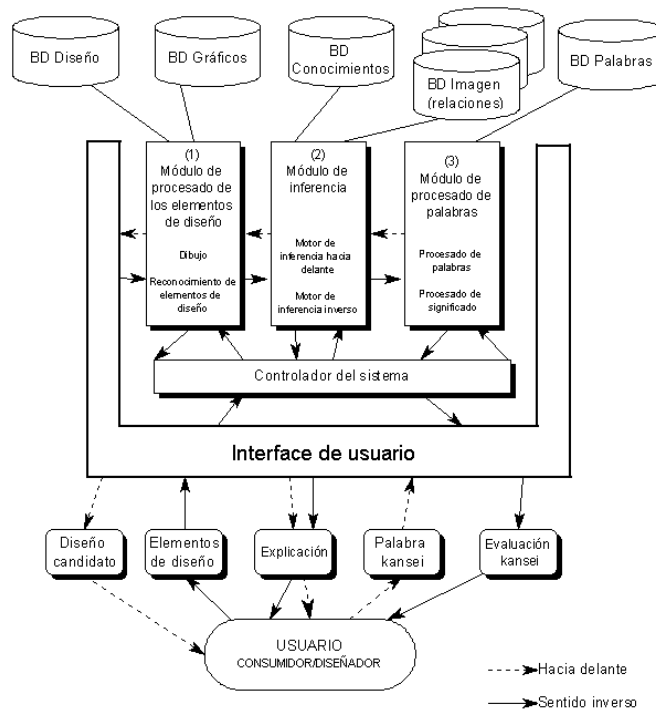 BD Diseño
BD Gráficos
BD
Conocimientos
BD Imagen
(relaciones)
BD Palabras
(1)
Módulo de
procesado de
los elementos
de diseño
Dibujo
Reconocimiento de
elementos de
diseño
(2)
Módulo de
inferencia
Motor de
inferencia hacia
delante
Motor de
inferencia inverso
(3)
Módulo de
procesado de
palabras
Procesado de
palabras
Procesado de
significado
Controlador del sistema
Interface de usuario
Diseño
candidato
Elementos
de diseño
Explicación
Palabra
kansei
Evaluación
kansei
USUARIO
CONSUMIDOR/DISEÑADOR
Hacia delante
Sentido inverso